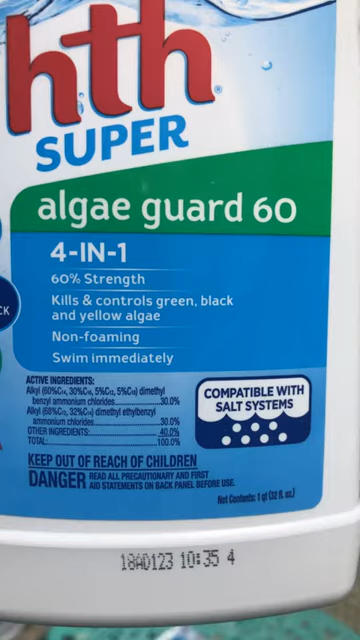 hth®
SUPER
algae guard 60
4-IN-1
60% Strength
Kills & controls green, black
and yellow algae
Non-foaming
Swim immediately
CK
ACTIVE INGREDIENTS:
Alkyl (60%C14, 30%C16, 5%C12, 5%C18) dimethyl
benzyl ammonium chlorides 30.0%
Alkyl (68%C12, 32%C14) dimethyl ethylbenzyl
ammonium chlorides 30.0%
OTHER INGREDIENTS: 40.0%
TOTAL: 100.0%
COMPATIBLE WITH
SALT SYSTEMS
KEEP OUT OF REACH OF CHILDREN
DANGER READ ALL PRECAUTIONARY AND FIRST
AID STATEMENTS ON BACK PANEL BEFORE USE.
Net Contents: 1 qt (32 fl. oz.)
18AO123 10:35 4